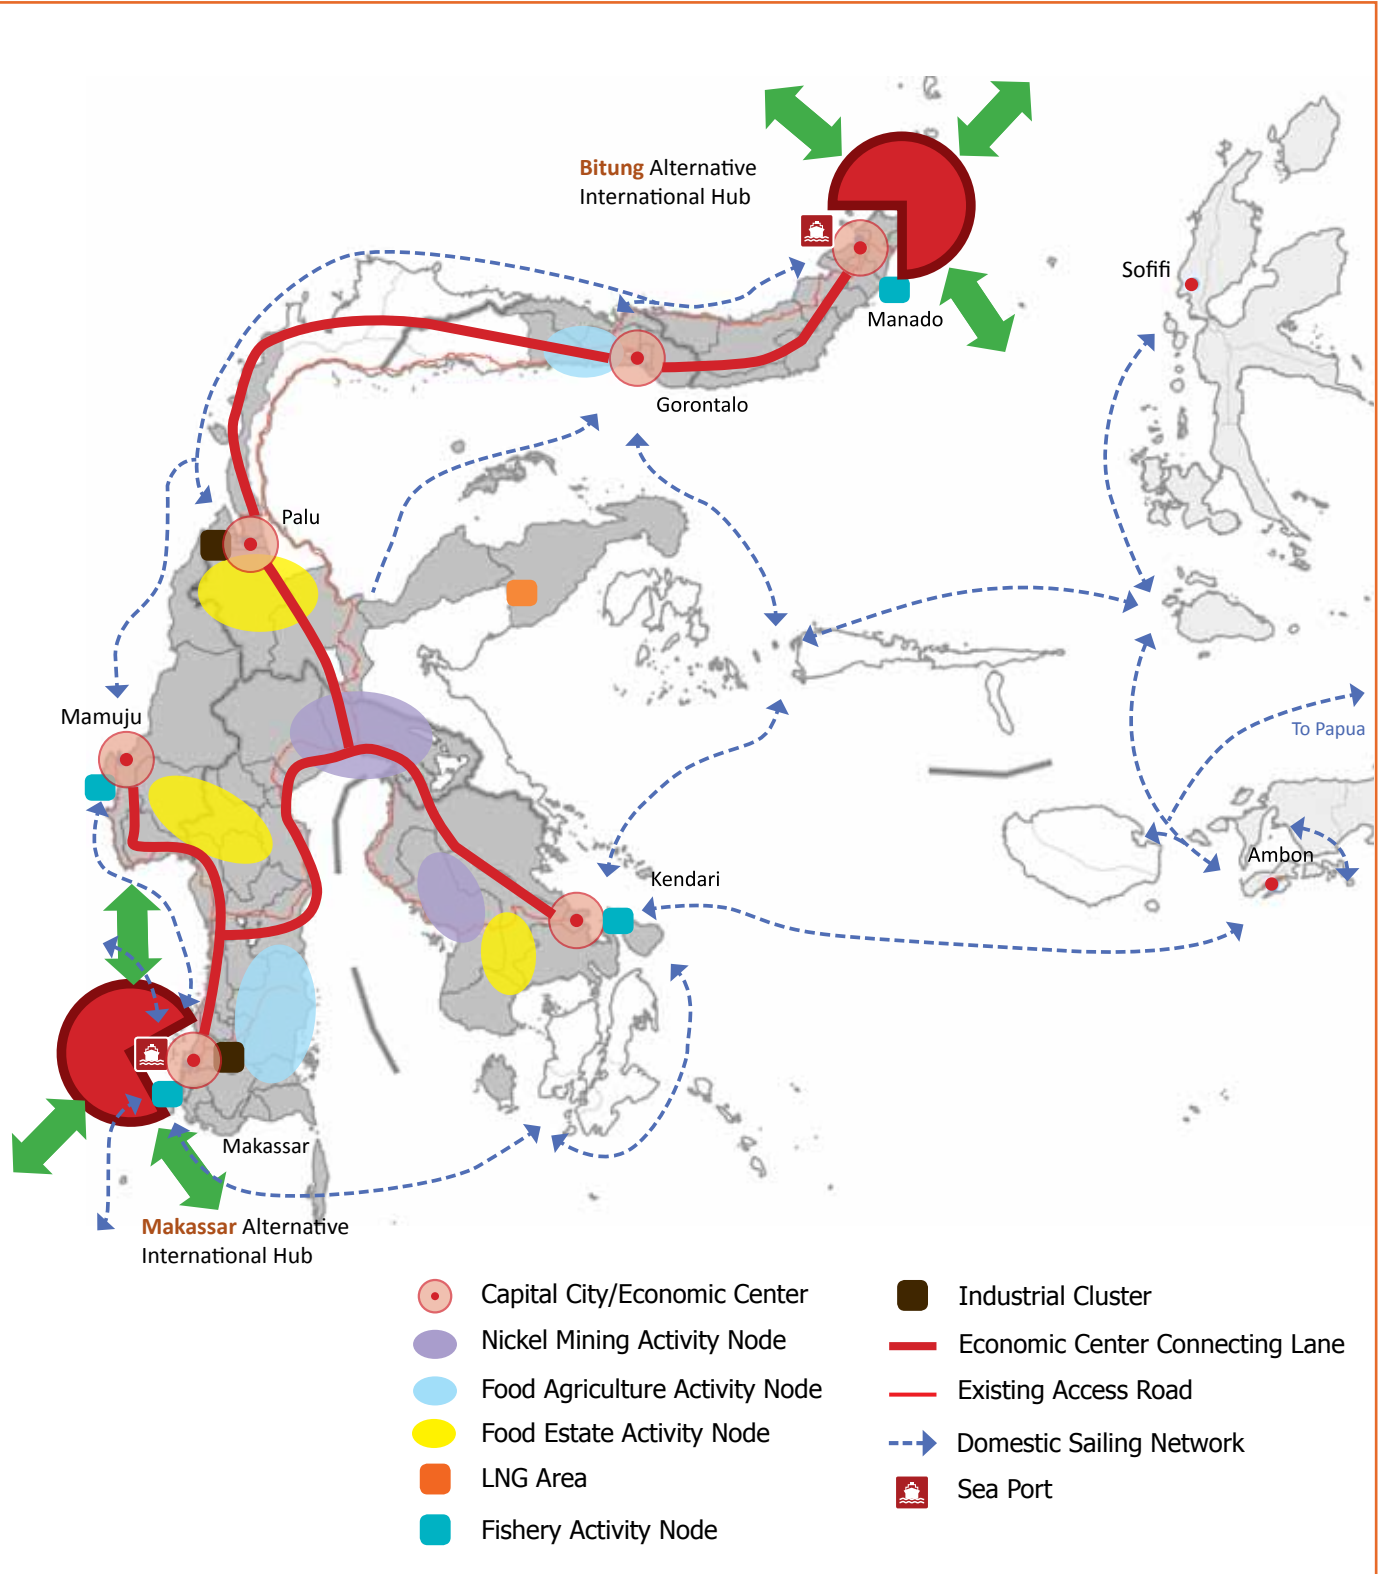 Bitung Alternative
International Hub
Sofifi
Manado
Gorontalo
Palu
Mamuju
To Papua
Ambon
Kendari
Makassar
Makassar Alternative
International Hub
Capital City/Economic Center
Nickel Mining Activity Node
Food Agriculture Activity Node
Food Estate Activity Node
LNG Area
Fishery Activity Node
Industrial Cluster
Economic Center Connecting Lane
Existing Access Road
Domestic Sailing Network
Sea Port